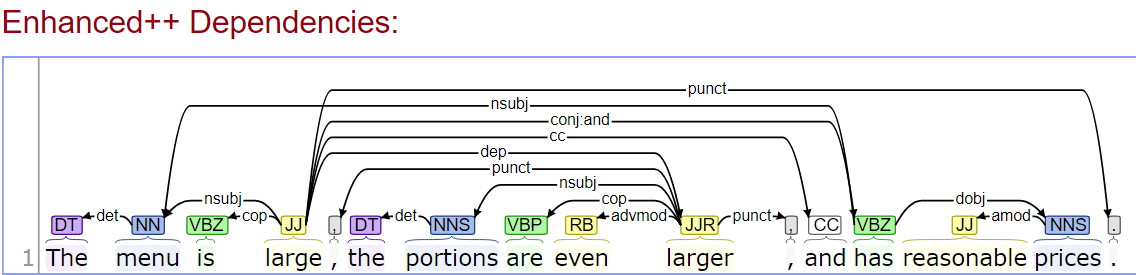 Enhanced++ Dependencies:
punct
nsubj
conj:and
cc
dep
punct
nsubj
nsubj cop dobj
det cop det advmod punct amod
DT NN VBZ JJ , DT NNS VBP RB JJR , CC VBZ JJ NNS .
1 The menu is large , the portions are even larger , and has reasonable prices .